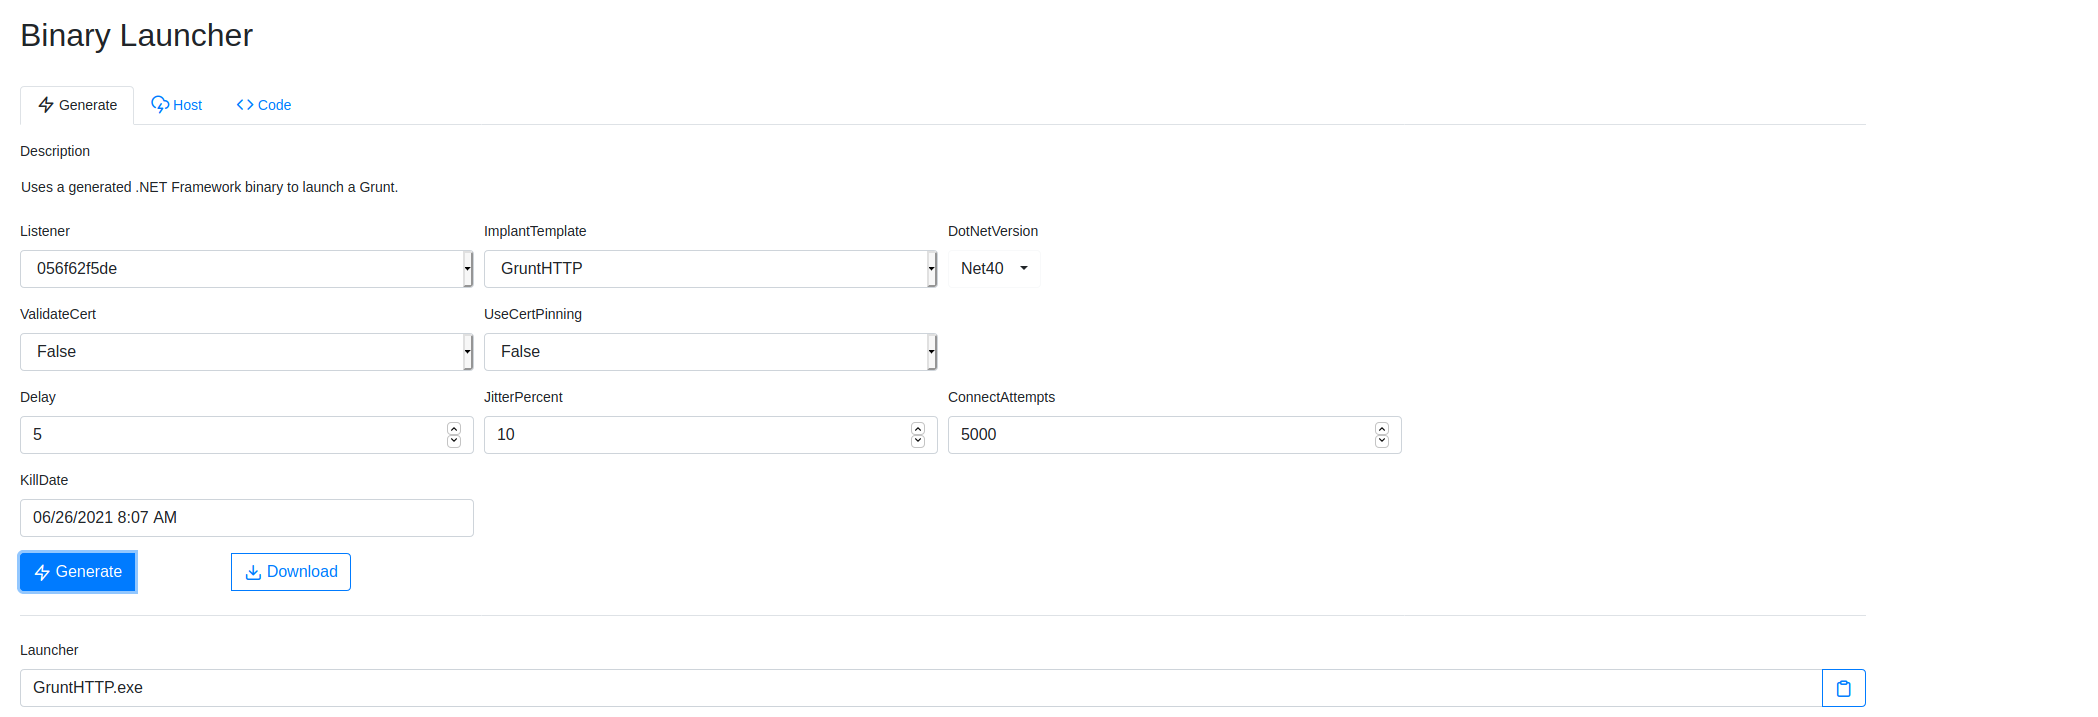 Binary Launcher
Generate Host Code
Description
Uses a generated .NET Framework binary to launch a Grunt.
Listener ImplantTemplate DotNetVersion
056f62f5de GruntHTTP Net40
ValidateCert UseCertPinning
False False
Delay JitterPercent ConnectAttempts
5 10 5000
KillDate
06/26/2021 8:07 AM
Generate Download
Launcher
GruntHTTP.exe